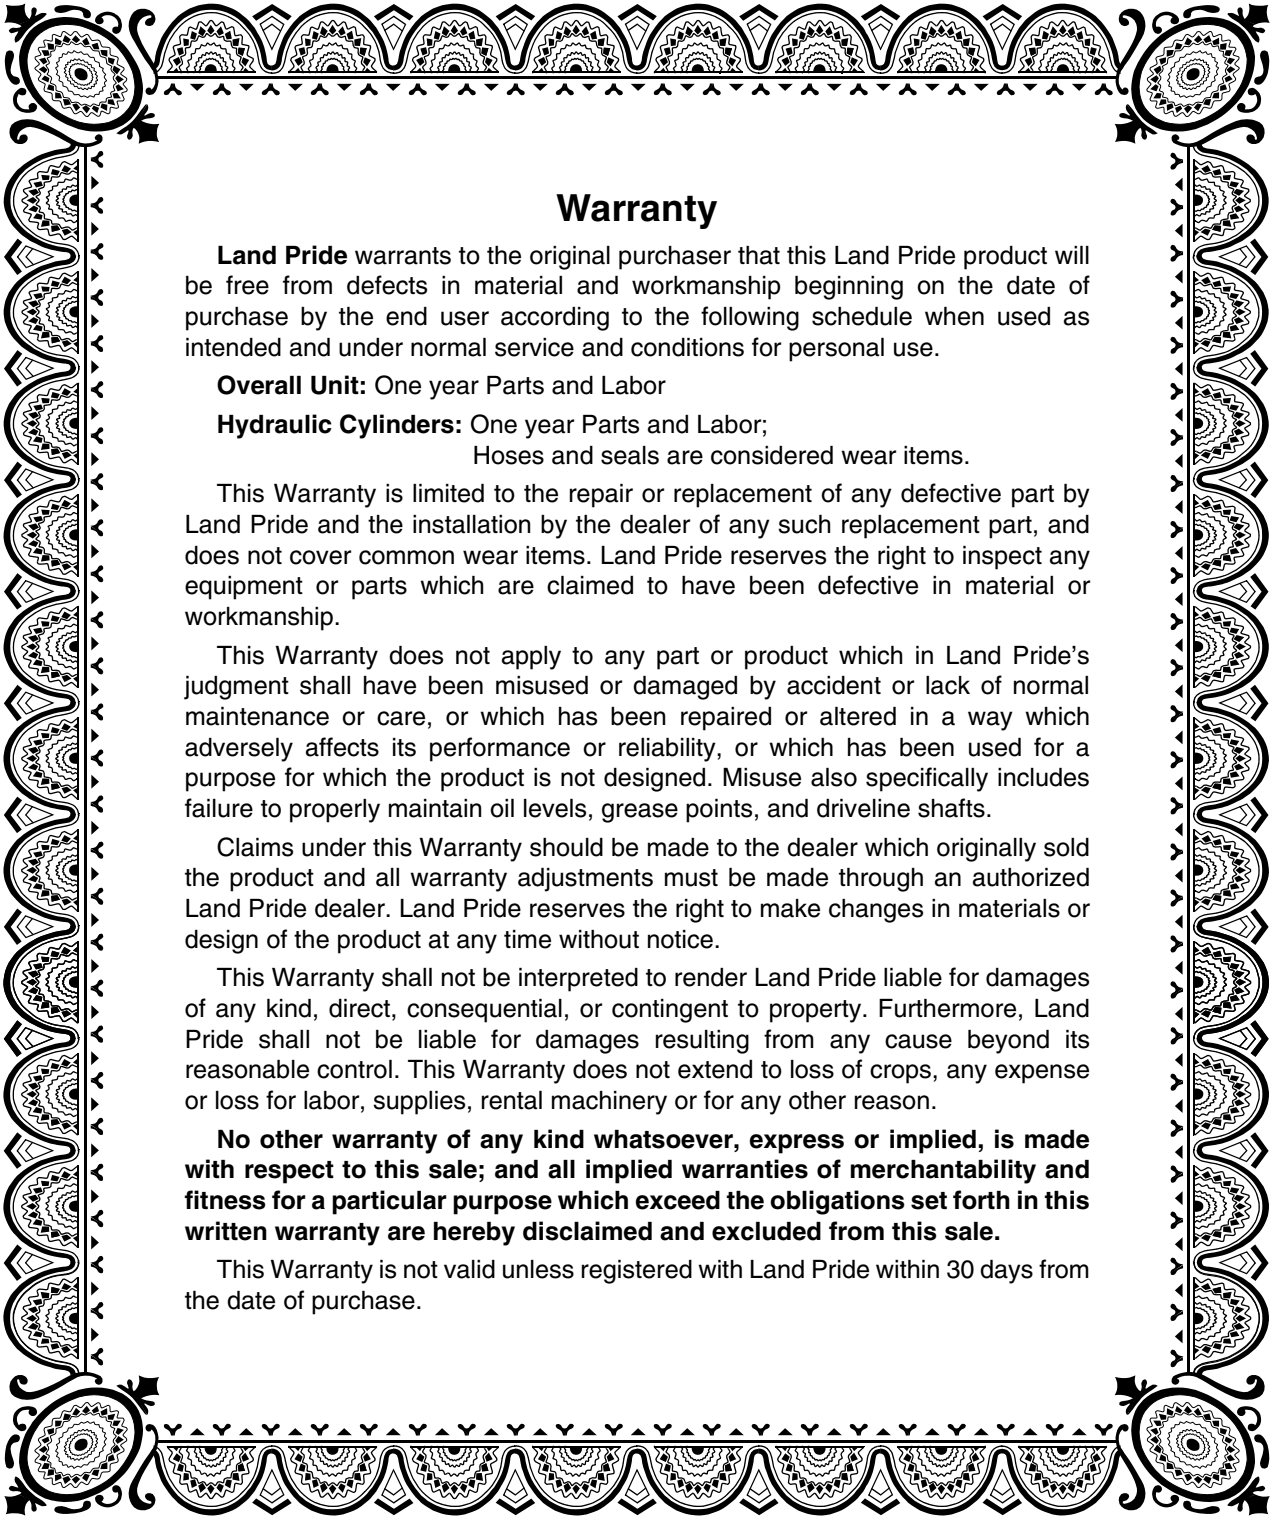 Warranty
Land Pride warrants to the original purchaser that this Land Pride product will
be free from defects in material and workmanship beginning on the date of
purchase by the end user according to the following schedule when used as
intended and under normal service and conditions for personal use.
Overall Unit: One year Parts and Labor
Hydraulic Cylinders: One year Parts and Labor;
Hoses and seals are considered wear items.
This Warranty is limited to the repair or replacement of any defective part by
Land Pride and the installation by the dealer of any such replacement part, and
does not cover common wear items. Land Pride reserves the right to inspect any
equipment or parts which are claimed to have been defective in material or
workmanship.
This Warranty does not apply to any part or product which in Land Pride’s
judgment shall have been misused or damaged by accident or lack of normal
maintenance or care, or which has been repaired or altered in a way which
adversely affects its performance or reliability, or which has been used for a
purpose for which the product is not designed. Misuse also specifically includes
failure to properly maintain oil levels, grease points, and driveline shafts.
Claims under this Warranty should be made to the dealer which originally sold
the product and all warranty adjustments must be made through an authorized
Land Pride dealer. Land Pride reserves the right to make changes in materials or
design of the product at any time without notice.
This Warranty shall not be interpreted to render Land Pride liable for damages
of any kind, direct, consequential, or contingent to property. Furthermore, Land
Pride shall not be liable for damages resulting from any cause beyond its
reasonable control. This Warranty does not extend to loss of crops, any expense
or loss for labor, supplies, rental machinery or for any other reason.
No other warranty of any kind whatsoever, express or implied, is made
with respect to this sale; and all implied warranties of merchantability and
fitness for a particular purpose which exceed the obligations set forth in this
written warranty are hereby disclaimed and excluded from this sale.
This Warranty is not valid unless registered with Land Pride within 30 days from
the date of purchase.